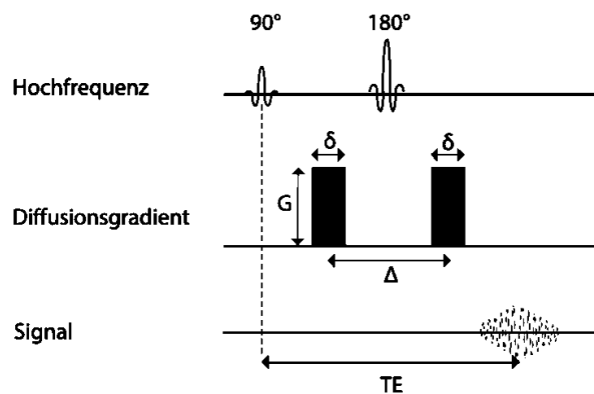 90°
180°
Hochfrequenz
δ
δ
G
Diffusionsgradient
Δ
Signal
TE